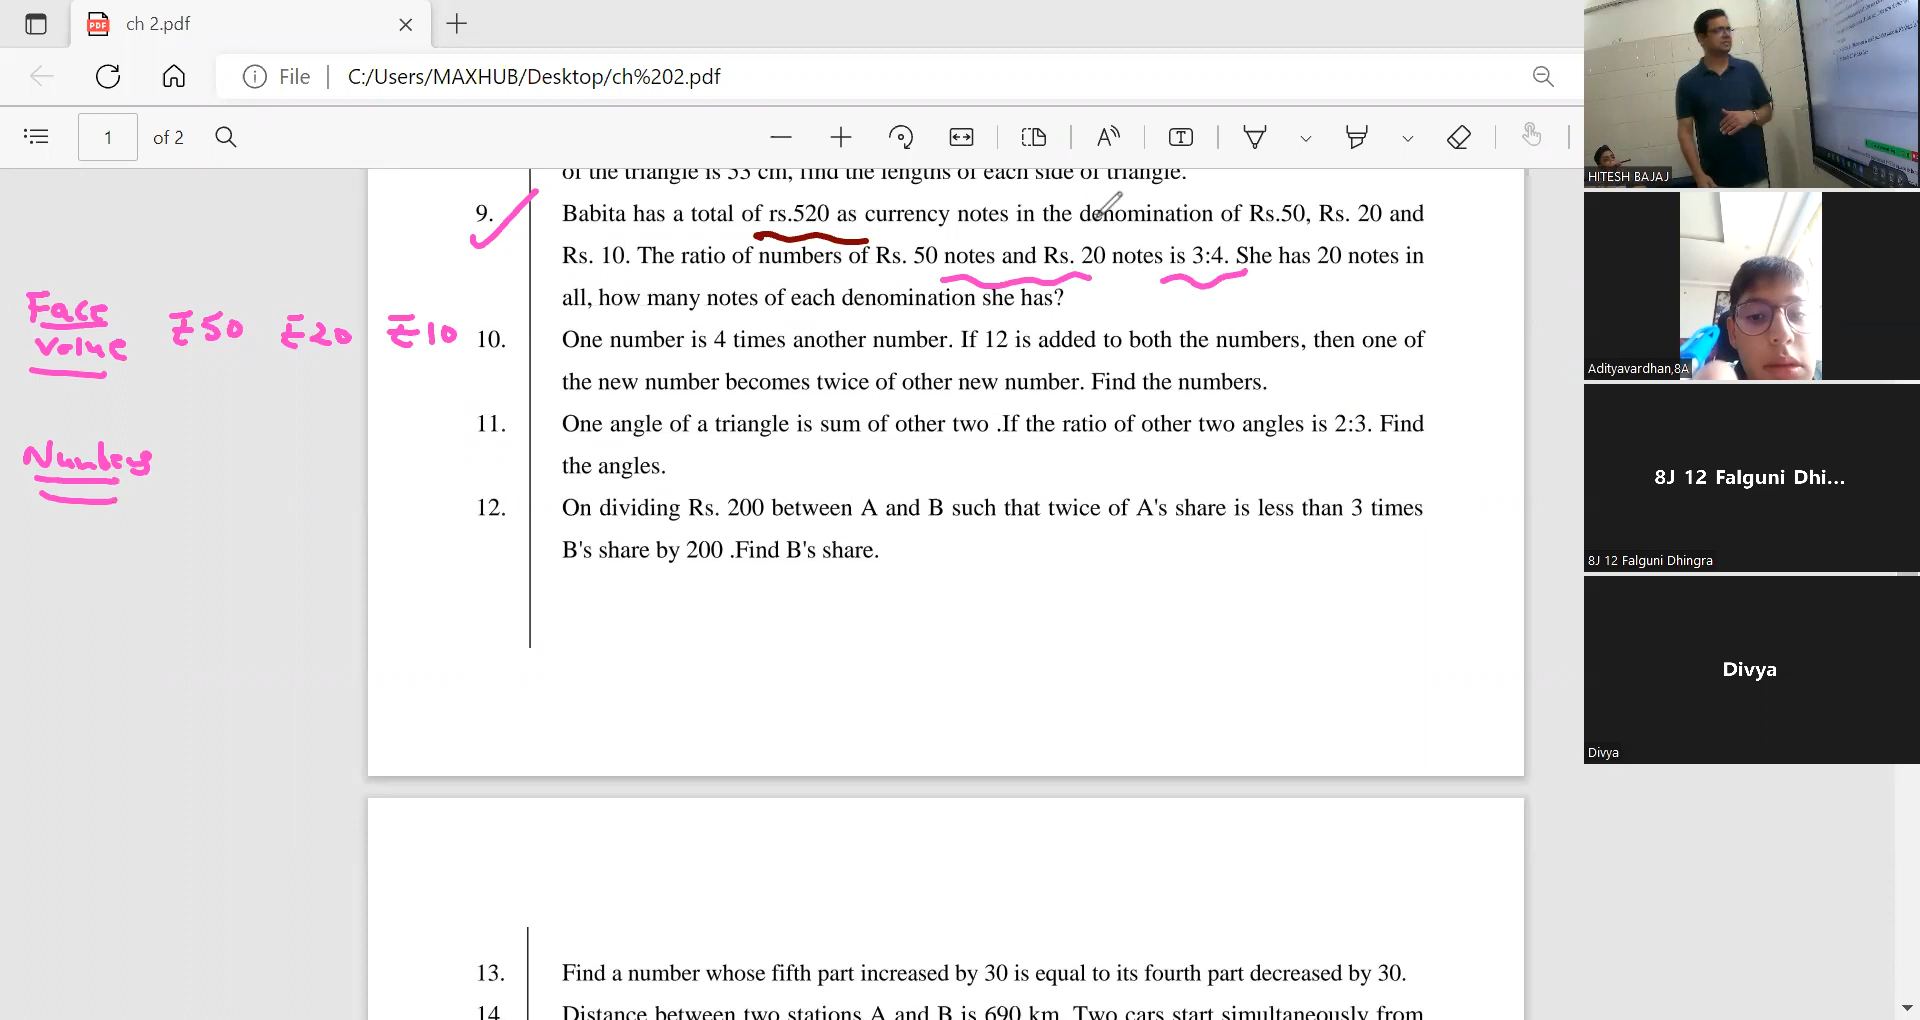 ch 2.pdf
File
C:/Users/MAXHUB/Desktop/ch%202.pdf
1 of 2
of the triangle is 53 cm, find the lengths of each side of triangle.
9. Babita has a total of rs.520 as currency notes in the denomination of Rs.50, Rs. 20 and
Rs. 10. The ratio of numbers of Rs. 50 notes and Rs. 20 notes is 3:4. She has 20 notes in
all, how many notes of each denomination she has?
Face value ₹50 ₹20 ₹10
Numbers
10. One number is 4 times another number. If 12 is added to both the numbers, then one of
the new number becomes twice of other new number. Find the numbers.
11. One angle of a triangle is sum of other two .If the ratio of other two angles is 2:3. Find
the angles.
12. On dividing Rs. 200 between A and B such that twice of A's share is less than 3 times
B's share by 200 .Find B's share.
13. Find a number whose fifth part increased by 30 is equal to its fourth part decreased by 30.
14. Distance between two stations A and B is 690 km. Two cars start simultaneously from
HITESH BAJAJ
Adityavardhan,8A
8J 12 Falguni Dhi...
8J 12 Falguni Dhingra
Divya
Divya